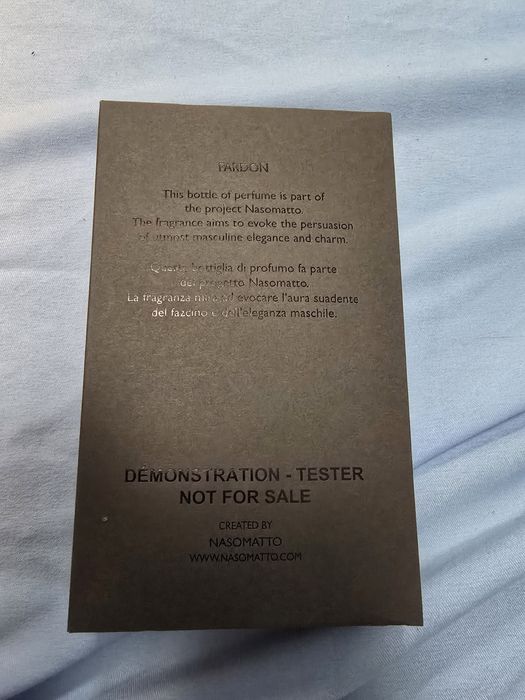 PARDON
This bottle of perfume is part of
the project Nasomatto.
The fragrance aims to evoke the persuasion
of utmost masculine elegance and charm.
Questa bottiglia di profumo fa parte
del progetto Nasomatto.
La fragranza mira ad evocare l'aura suadente
del fazcino e dell'eleganza maschile.
DÉMONSTRATION - TESTER
NOT FOR SALE
CREATED BY
NASOMATTO
WWW.NASOMATTO.COM